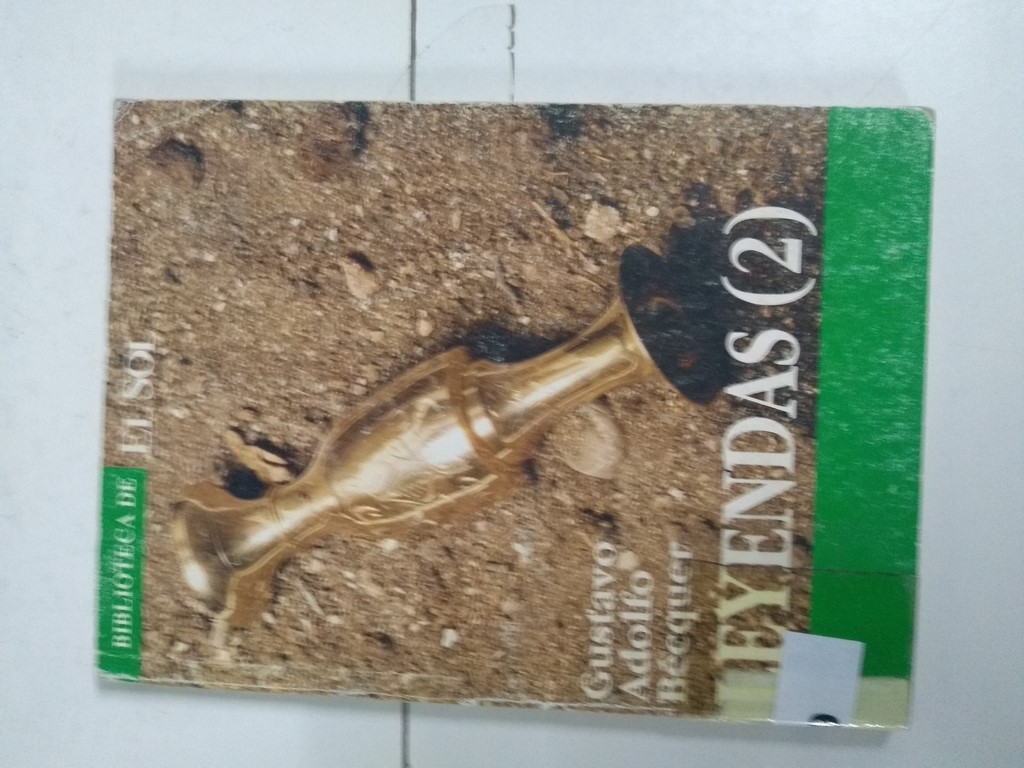 BIBLIOTECA DE
EL SOL
Gustavo
Adolfo
Bécquer
LEYENDAS (2)